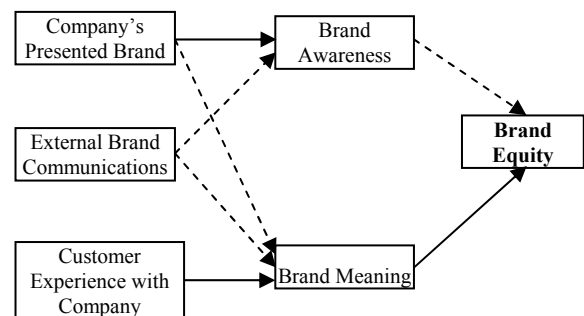 Company's
Presented Brand
Brand
Awareness
External Brand
Communications
Brand
Equity
Customer
Experience with
Company
Brand Meaning